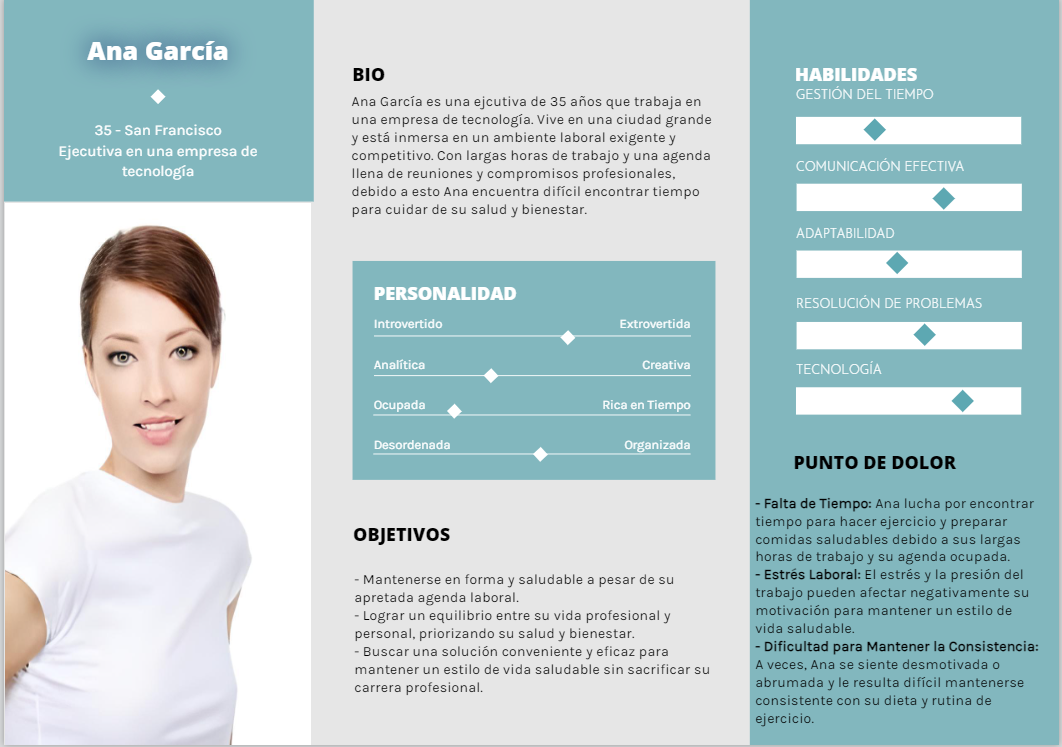 Ana García
35 - San Francisco
Ejecutiva en una empresa de
tecnología
BIO
Ana García es una ejcutiva de 35 años que trabaja en
una empresa de tecnología. Vive en una ciudad grande
y está inmersa en un ambiente laboral exigente y
competitivo. Con largas horas de trabajo y una agenda
llena de reuniones y compromisos profesionales,
debido a esto Ana encuentra difícil encontrar tiempo
para cuidar de su salud y bienestar.
PERSONALIDAD
Introvertido Extrovertida
Analítica Creativa
Ocupada Rica en Tiempo
Desordenada Organizada
OBJETIVOS
- Mantenerse en forma y saludable a pesar de su
apretada agenda laboral.
- Lograr un equilibrio entre su vida profesional y
personal, priorizando su salud y bienestar.
- Buscar una solución conveniente y eficaz para
mantener un estilo de vida saludable sin sacrificar su
carrera profesional.
HABILIDADES
GESTIÓN DEL TIEMPO
COMUNICACIÓN EFECTIVA
ADAPTABILIDAD
RESOLUCIÓN DE PROBLEMAS
TECNOLOGÍA
PUNTO DE DOLOR
- Falta de Tiempo: Ana lucha por encontrar
tiempo para hacer ejercicio y preparar
comidas saludables debido a sus largas
horas de trabajo y su agenda ocupada.
- Estrés Laboral: El estrés y la presión del
trabajo pueden afectar negativamente su
motivación para mantener un estilo de
vida saludable.
- Dificultad para Mantener la Consistencia:
A veces, Ana se siente desmotivada o
abrumada y le resulta difícil mantenerse
consistente con su dieta y rutina de
ejercicio.